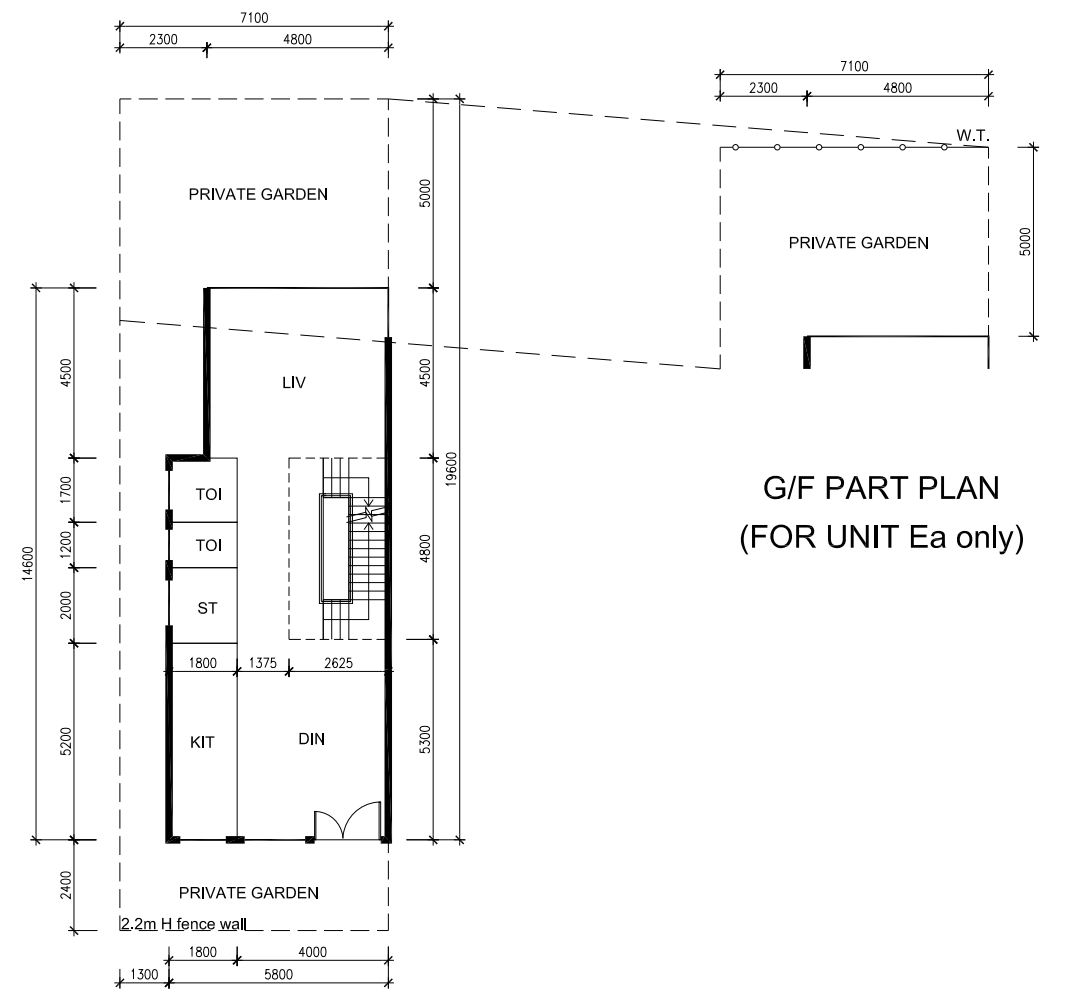 7100
2300 4800
7100
2300 4800
W.T.
PRIVATE GARDEN
5000
PRIVATE GARDEN
5000
LIV
4500
4500
19600
14600
TOI
1700
TOI
1200
ST
2000
4800
G/F PART PLAN
(FOR UNIT Ea only)
1800 1375 2625
KIT
DIN
5200
5300
PRIVATE GARDEN
2400
2.2m H fence wall
1800 4000
1300 5800